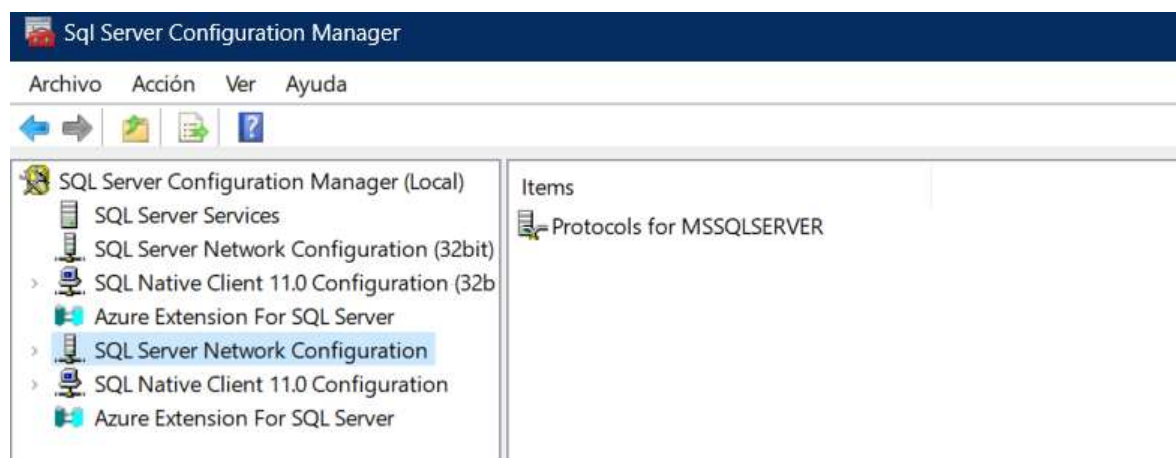 Sql Server Configuration Manager
Archivo Acción Ver Ayuda
SQL Server Configuration Manager (Local)
SQL Server Services
SQL Server Network Configuration (32bit)
SQL Native Client 11.0 Configuration (32b
Azure Extension For SQL Server
SQL Server Network Configuration
SQL Native Client 11.0 Configuration
Azure Extension For SQL Server
Items
Protocols for MSSQLSERVER